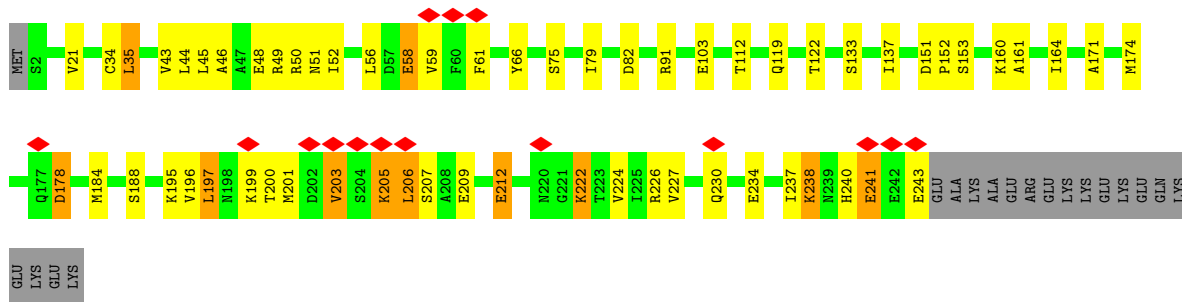 MET S2 V21 C34 L35 V43 L44 L45 A46 A47 E48 R49 R50 N51 I52 L56 D57 E58 V59 F60 F61 Y66 S75 I79 D82 R91 E103 T112 Q119 T122 S133 I137 D151 P152 S153 K160 A161 I164 A171 M174
Q177 D178 M184 S188 K195 V196 L197 N198 K199 T200 M201 D202 V203 S204 K205 L206 S207 A208 E209 E212 N220 G221 K222 T223 V224 I225 R226 V227 Q230 E234 I237 K238 N239 H240 E241 E242 E243 GLU ALA LYS ALA GLU ARG GLU LYS LYS GLU LYS GLU GLN LYS
GLU LYS GLU LYS